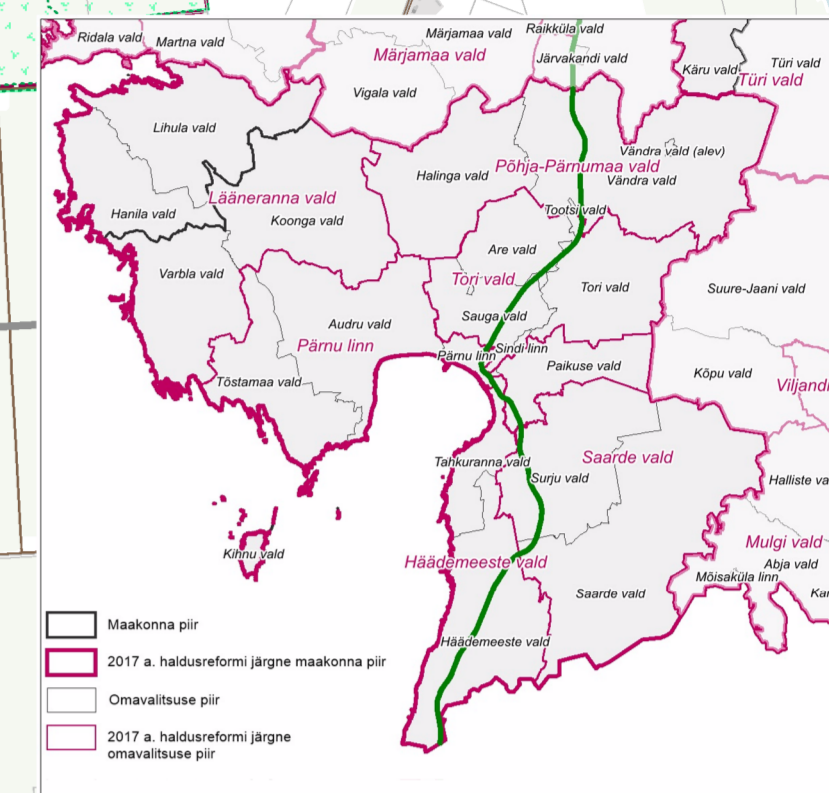 Ridala vald
Martna vald
Märjamaa vald
Raikküla vald
Märjamaa vald
Järvakandi vald
Käru vald
Türi vald
Türi vald
Vigala vald
Lihula vald
Vändra vald (alev)
Halinga vald
Põhja-Pärnumaa vald
Vändra vald
Lääneranna vald
Hanila vald
Koonga vald
Tootsi vald
Are vald
Varbla vald
Tori vald
Tori vald
Suure-Jaani vald
Audru vald
Sauga vald
Pärnu linn
Pärnu linn
Sindi linn
Paikuse vald
Kõpu vald
Tõstamaa vald
Viljandi
Tahkuranna vald
Surju vald
Saarde vald
Halliste va
Kihnu vald
Häädemeeste vald
Mulgi vald
Abja vald
Mõisaküla linn
Kar
Saarde vald
Häädemeeste vald
Maakonna piir
2017 a. haldusreformi järgne maakonna piir
Omavalitsuse piir
2017 a. haldusreformi järgne
omavalitsuse piir